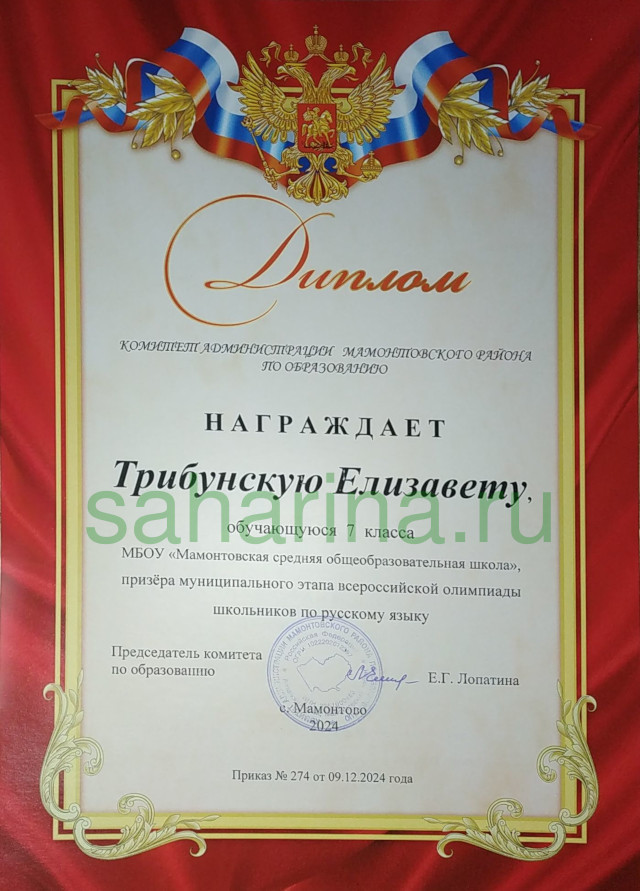 Диплом
КОМИТЕТ АДМИНИСТРАЦИИ МАМОНТОВСКОГО РАЙОНА
ПО ОБРАЗОВАНИЮ
НАГРАЖДАЕТ
Трибунскую Елизавету,
saharina.ru
обучающуюся 7 класса
МБОУ «Мамонтовская средняя общеобразовательная школа»,
призёра муниципального этапа всероссийской олимпиады
школьников по русскому языку
Председатель комитета
по образованию
Е.Г. Лопатина
с. Мамонтово
2024
Приказ № 274 от 09.12.2024 года